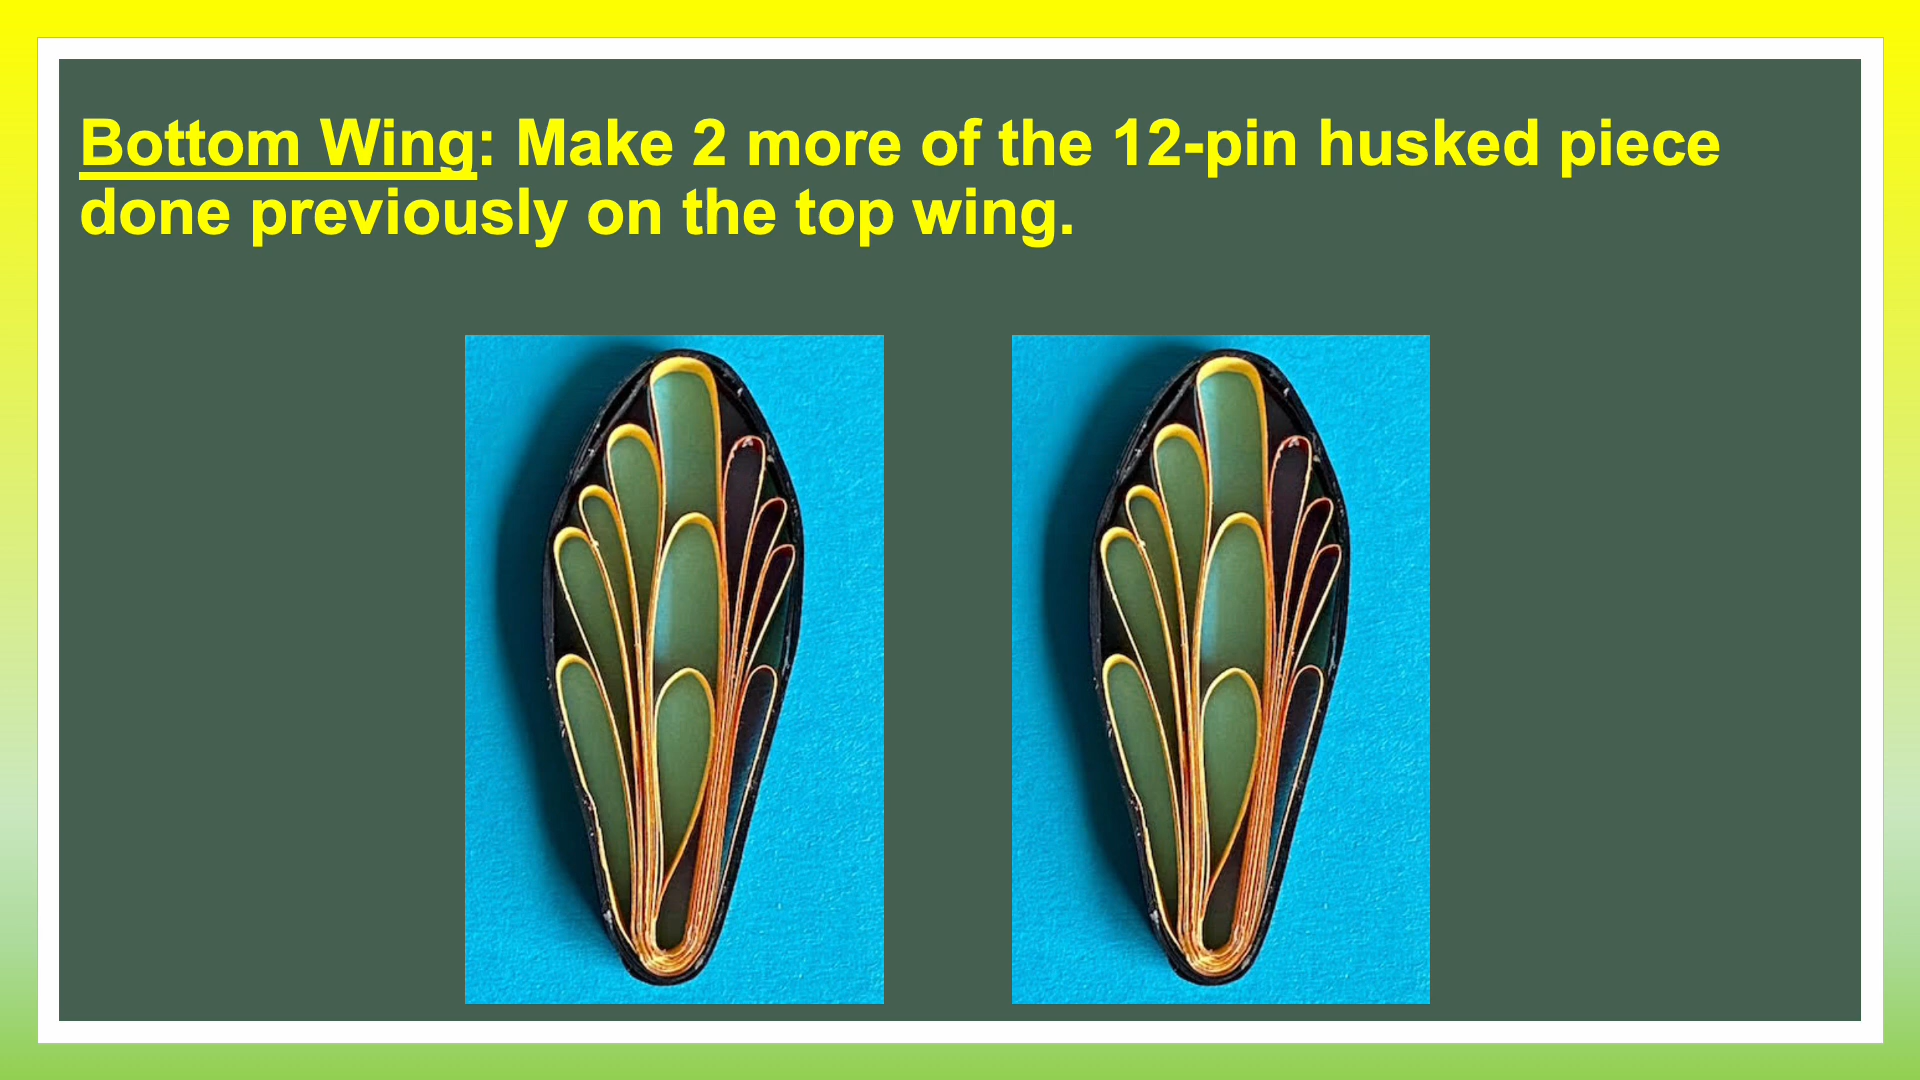 Bottom Wing: Make 2 more of the 12-pin husked piece
done previously on the top wing.